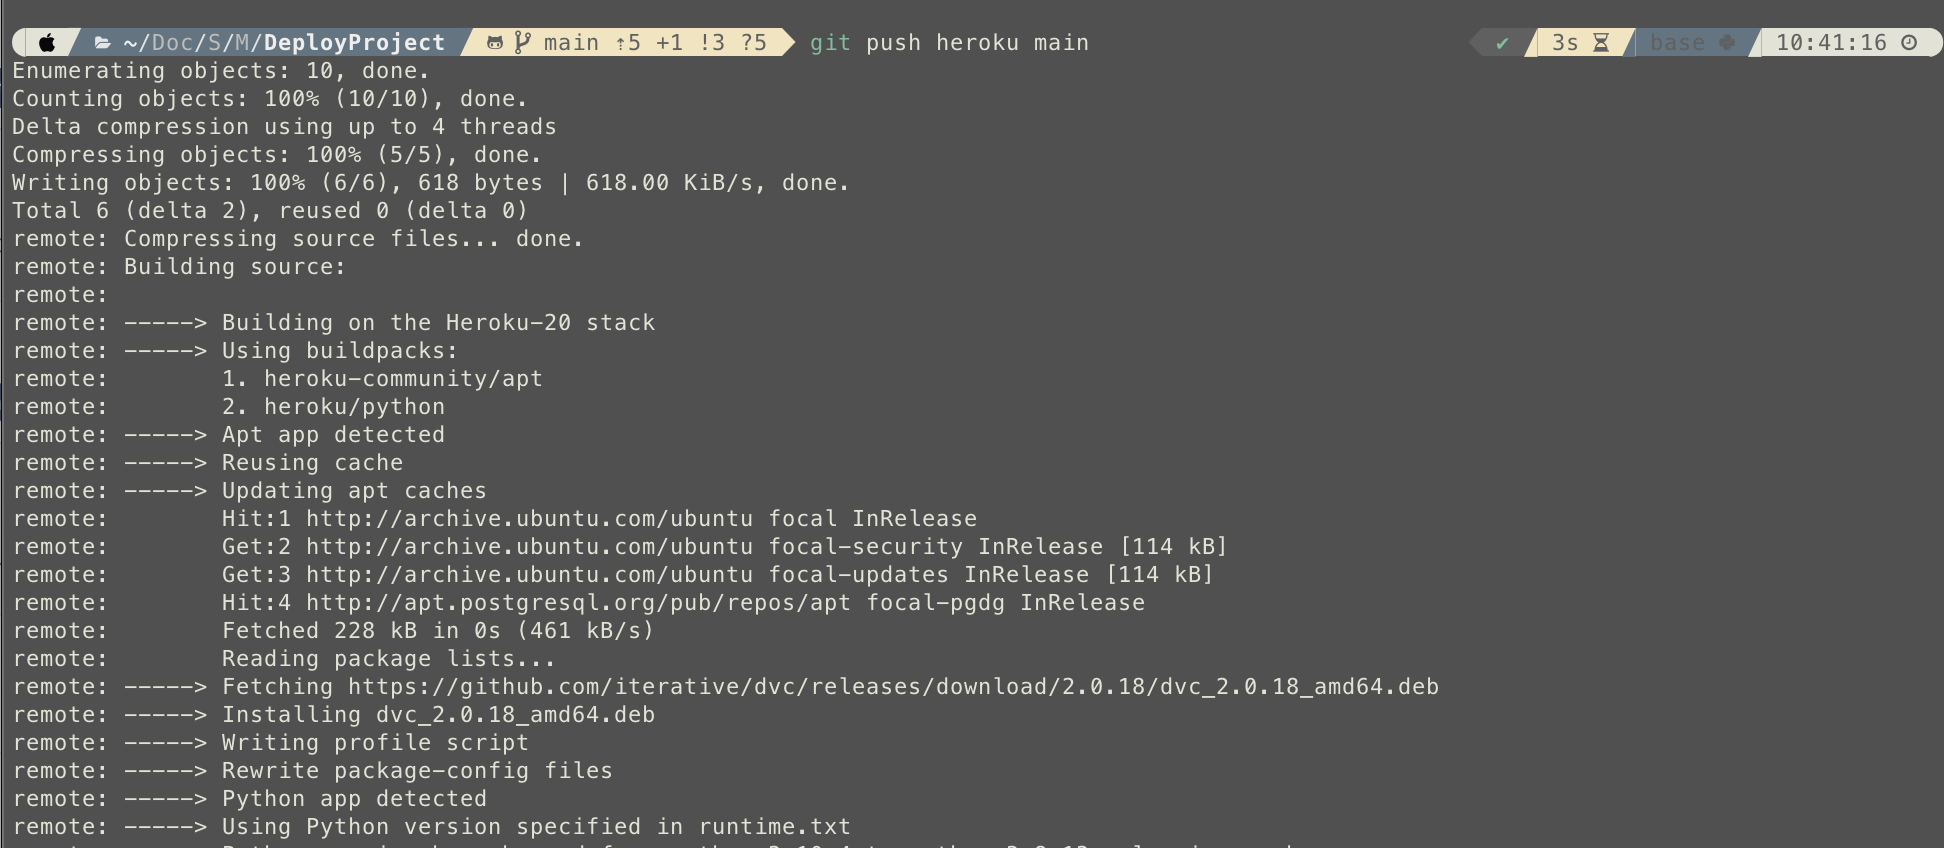 ~/Doc/S/M/DeployProject main ⇡5 +1 !3 ?5 git push heroku main ✔ 3s base 10:41:16
Enumerating objects: 10, done.
Counting objects: 100% (10/10), done.
Delta compression using up to 4 threads
Compressing objects: 100% (5/5), done.
Writing objects: 100% (6/6), 618 bytes | 618.00 KiB/s, done.
Total 6 (delta 2), reused 0 (delta 0)
remote: Compressing source files... done.
remote: Building source:
remote:
remote: -----> Building on the Heroku-20 stack
remote: -----> Using buildpacks:
remote:        1. heroku-community/apt
remote:        2. heroku/python
remote: -----> Apt app detected
remote: -----> Reusing cache
remote: -----> Updating apt caches
remote:        Hit:1 http://archive.ubuntu.com/ubuntu focal InRelease
remote:        Get:2 http://archive.ubuntu.com/ubuntu focal-security InRelease [114 kB]
remote:        Get:3 http://archive.ubuntu.com/ubuntu focal-updates InRelease [114 kB]
remote:        Hit:4 http://apt.postgresql.org/pub/repos/apt focal-pgdg InRelease
remote:        Fetched 228 kB in 0s (461 kB/s)
remote:        Reading package lists...
remote: -----> Fetching https://github.com/iterative/dvc/releases/download/2.0.18/dvc_2.0.18_amd64.deb
remote: -----> Installing dvc_2.0.18_amd64.deb
remote: -----> Writing profile script
remote: -----> Rewrite package-config files
remote: -----> Python app detected
remote: -----> Using Python version specified in runtime.txt